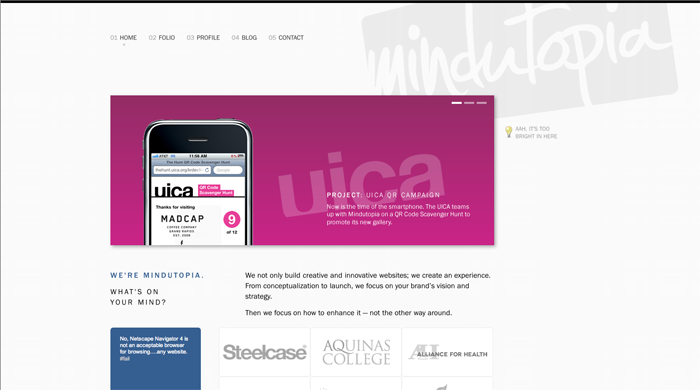 mindutopia
01 HOME 02 FOLIO 03 PROFILE 04 BLOG 05 CONTACT
AAH, IT'S TOO
BRIGHT IN HERE
AT&T 11:56 AM
The Hunt QR Code Scavenger Hunt
Google
uica QR CODE
Scavenger Hunt
Thanks for visiting
MADCAP
COFFEE COMPANY
GRAND RAPIDS
EST. 2008
9
of 12
uica
PROJECT: UICA QR CAMPAIGN
Now is the time of the smartphone. The UICA teams
up with Mindutopia on a QR Code Scavenger Hunt to
promote its new gallery.
WE'RE MINDUTOPIA.
WHAT'S ON
YOUR MIND?
We not only build creative and innovative websites; we create an experience.
From conceptualization to launch, we focus on your brand's vision and
strategy.
Then we focus on how to enhance it — not the other way around.
No, Netscape Navigator 4 is
not an acceptable browser
for browsing....any website.
#fail
Steelcase
AQUINAS
COLLEGE
ALLIANCE FOR HEALTH